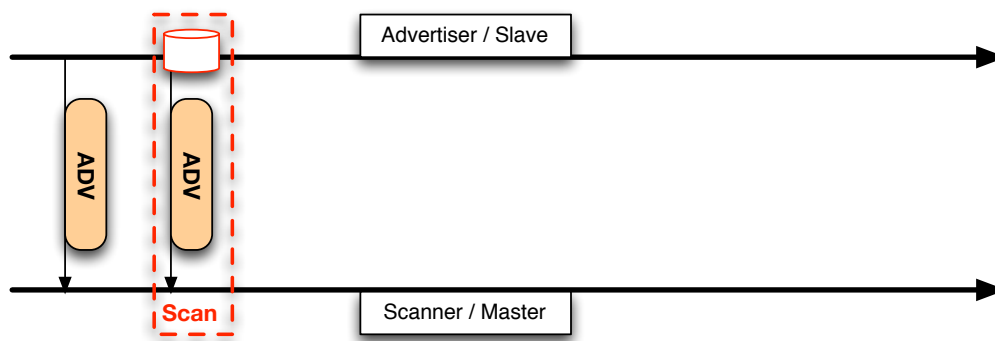 Advertiser / Slave
ADV
ADV
Scan
Scanner / Master